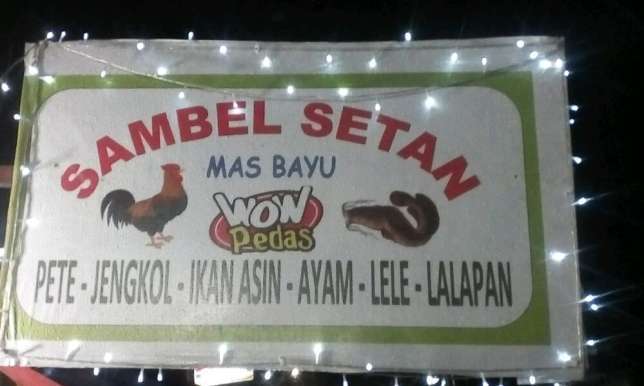 SAMBEL SETAN
MAS BAYU
WOW
Pedas
PETE - JENGKOL - IKAN ASIN - AYAM - LELE - LALAPAN